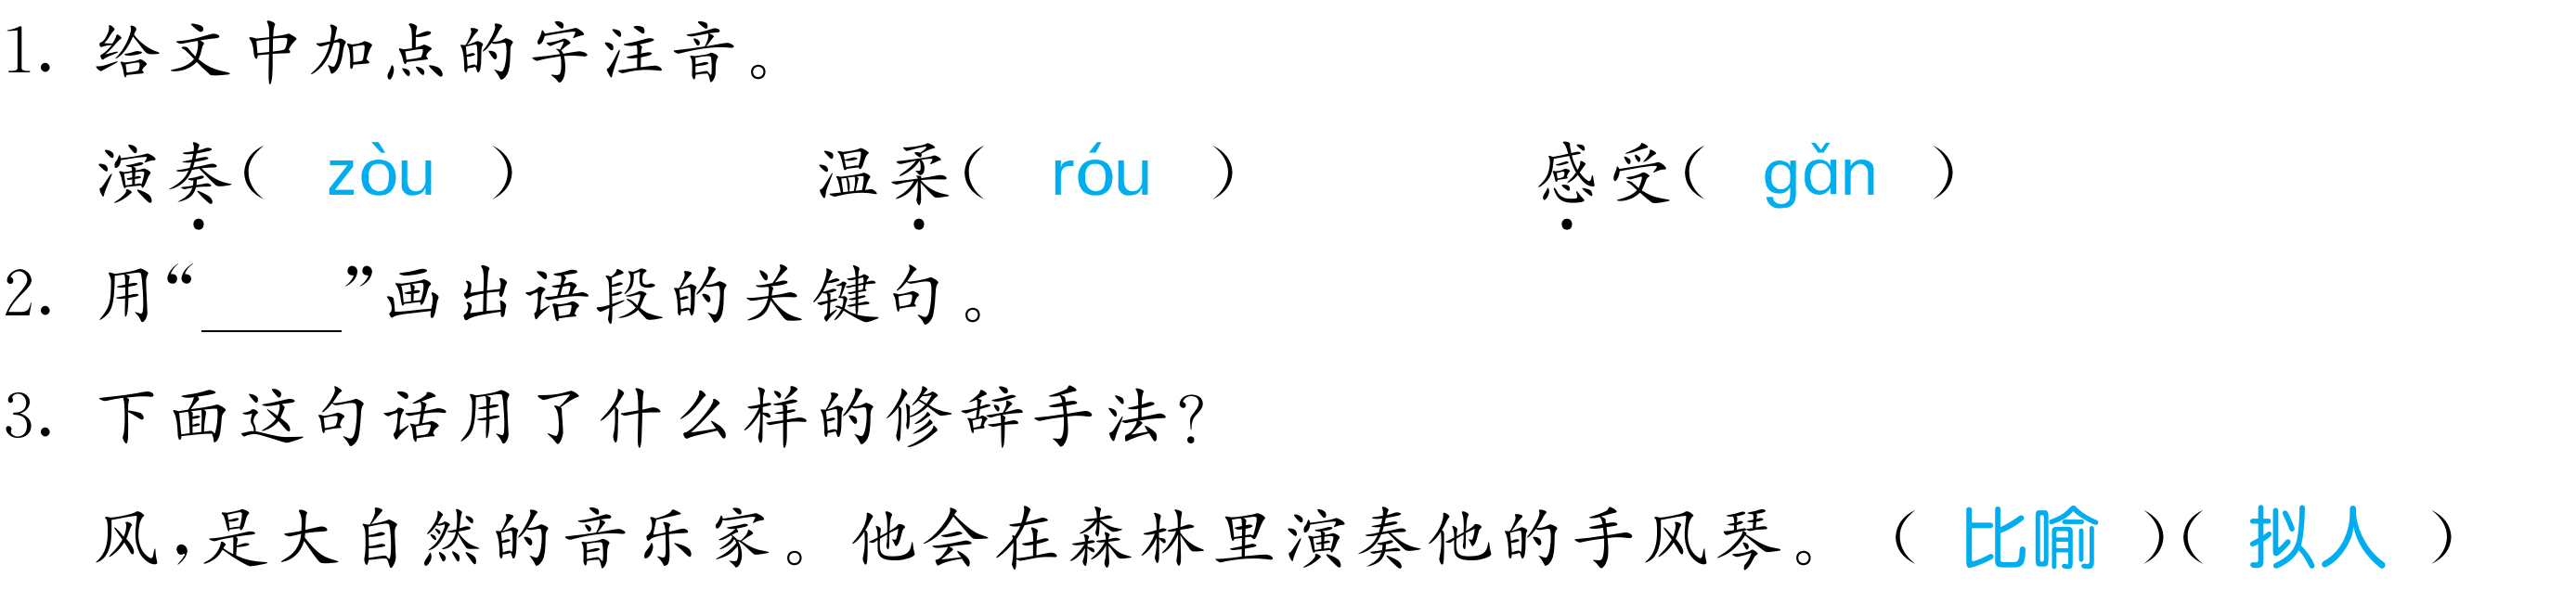 1. 给文中加点的字注音。
演奏( zòu ) 温柔( róu ) 感受( gǎn )
2. 用“____”画出语段的关键句。
3. 下面这句话用了什么样的修辞手法?
风,是大自然的音乐家。他会在森林里演奏他的手风琴。( 比喻 )( 拟人 )